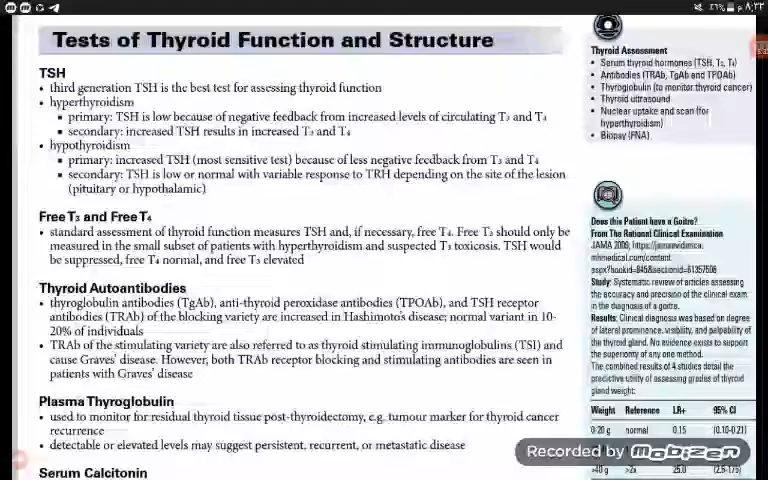 ٤٦% م ٨:٢٢
Tests of Thyroid Function and Structure
TSH
• third generation TSH is the best test for assessing thyroid function
• hyperthyroidism
▪ primary: TSH is low because of negative feedback from increased levels of circulating T3 and T4
▪ secondary: increased TSH results in increased T3 and T4
• hypothyroidism
▪ primary: increased TSH (most sensitive test) because of less negative feedback from T3 and T4
▪ secondary: TSH is low or normal with variable response to TRH depending on the site of the lesion
(pituitary or hypothalamic)
Free T3 and Free T4
• standard assessment of thyroid function measures TSH and, if necessary, free T4. Free T3 should only be
measured in the small subset of patients with hyperthyroidism and suspected T3 toxicosis. TSH would
be suppressed, free T4 normal, and free T3 elevated
Thyroid Autoantibodies
• thyroglobulin antibodies (TgAb), anti-thyroid peroxidase antibodies (TPOAb), and TSH receptor
antibodies (TRAb) of the blocking variety are increased in Hashimoto's disease; normal variant in 10-
20% of individuals
• TRAb of the stimulating variety are also referred to as thyroid stimulating immunoglobulins (TSI) and
cause Graves' disease. However, both TRAb receptor blocking and stimulating antibodies are seen in
patients with Graves' disease
Plasma Thyroglobulin
• used to monitor for residual thyroid tissue post-thyroidectomy, e.g. tumour marker for thyroid cancer
recurrence
• detectable or elevated levels may suggest persistent, recurrent, or metastatic disease
Serum Calcitonin
Thyroid Assessment
• Serum thyroid hormones (TSH, T3, T4)
• Antibodies (TRAb, TgAb and TPOAb)
• Thyroglobulin (to monitor thyroid cancer)
• Thyroid ultrasound
• Nuclear uptake and scan (for
hyperthyroidism)
• Biopsy (FNA)
Does this Patient have a Goitre?
From The Rational Clinical Examination
JAMA 2009; https://jamaevidence.
mhmedical.com/content.
aspx?bookid=845&sectionid=61357508
Study: Systematic review of articles assessing
the accuracy and precision of the clinical exam
in the diagnosis of a goitre.
Results: Clinical diagnosis was based on degree
of lateral prominence, visibility, and palpability of
the thyroid gland. No evidence exists to support
the superiority of any one method.
The combined results of 4 studies detail the
predictive utility of assessing grades of thyroid
gland weight:
Weight Reference LR+ 95% CI
0-20 g normal 0.15 (0.10-0.21)
>40 g >2x 25.0 (2.6-175)
Recorded by Mobizen